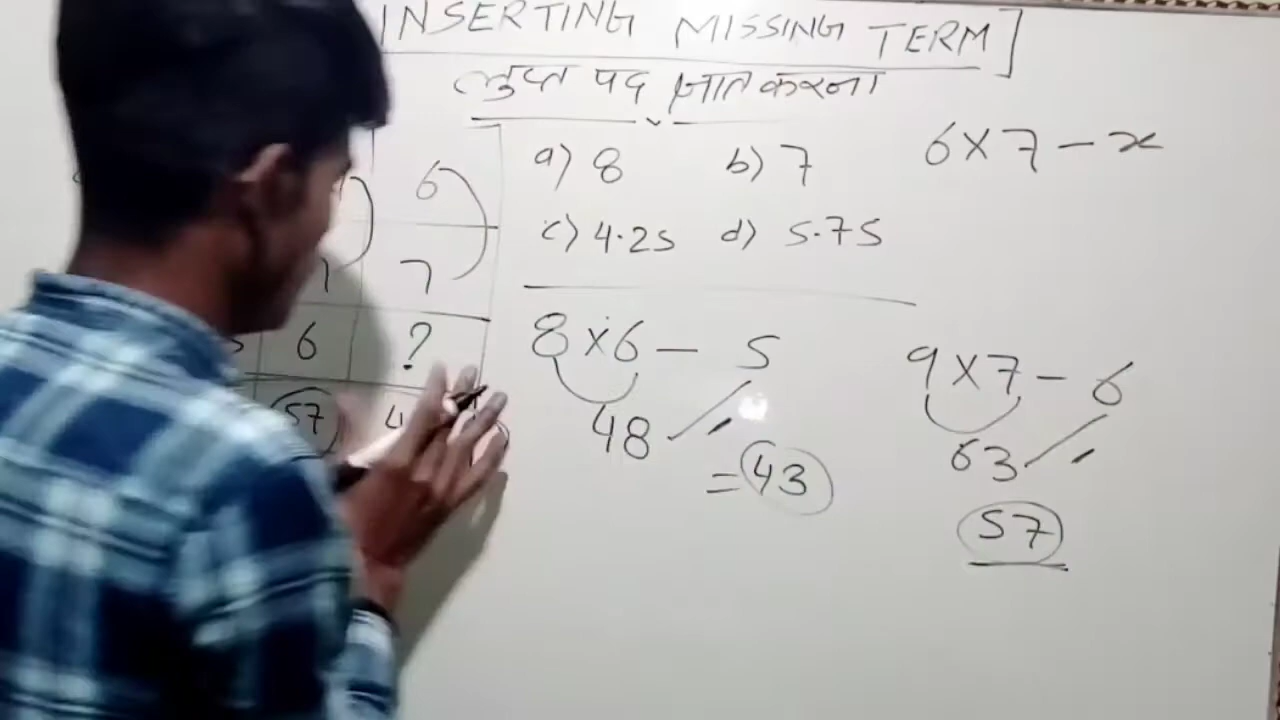 INSERTING MISSING TERM]
लुप्त पद ज्ञात करना
a) 8 b) 7
c) 4.25 d) 5.75
6
7
6 ?
57 4
8 x 6 - 5
48
= 43
6 x 7 - x
9 x 7 - 6
63
57